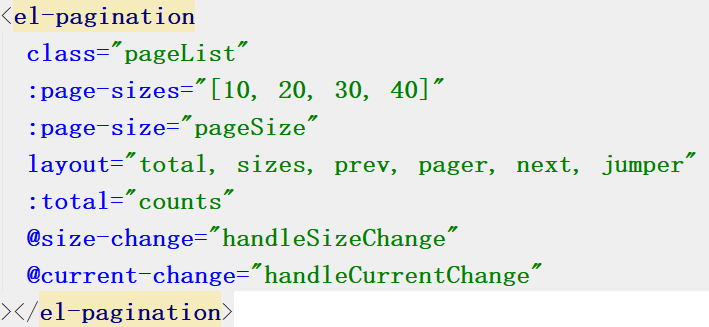 <el-pagination
class="pageList"
:page-sizes="[10, 20, 30, 40]"
:page-size="pageSize"
layout="total, sizes, prev, pager, next, jumper"
:total="counts"
@size-change="handleSizeChange"
@current-change="handleCurrentChange"
></el-pagination>